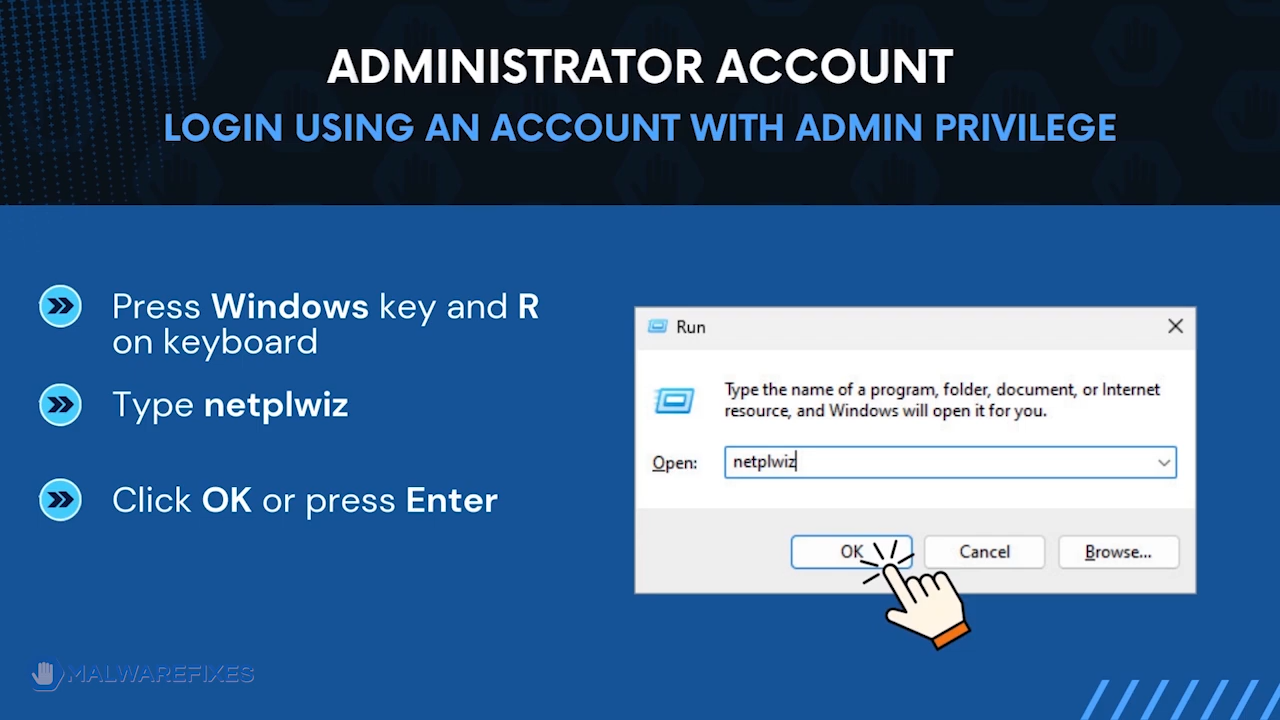 ADMINISTRATOR ACCOUNT
LOGIN USING AN ACCOUNT WITH ADMIN PRIVILEGE
Press Windows key and R
on keyboard
Type netplwiz
Click OK or press Enter
Run
Type the name of a program, folder, document, or Internet
resource, and Windows will open it for you.
Open:
netplwiz
OK
Cancel
Browse...
MALWAREFIXES